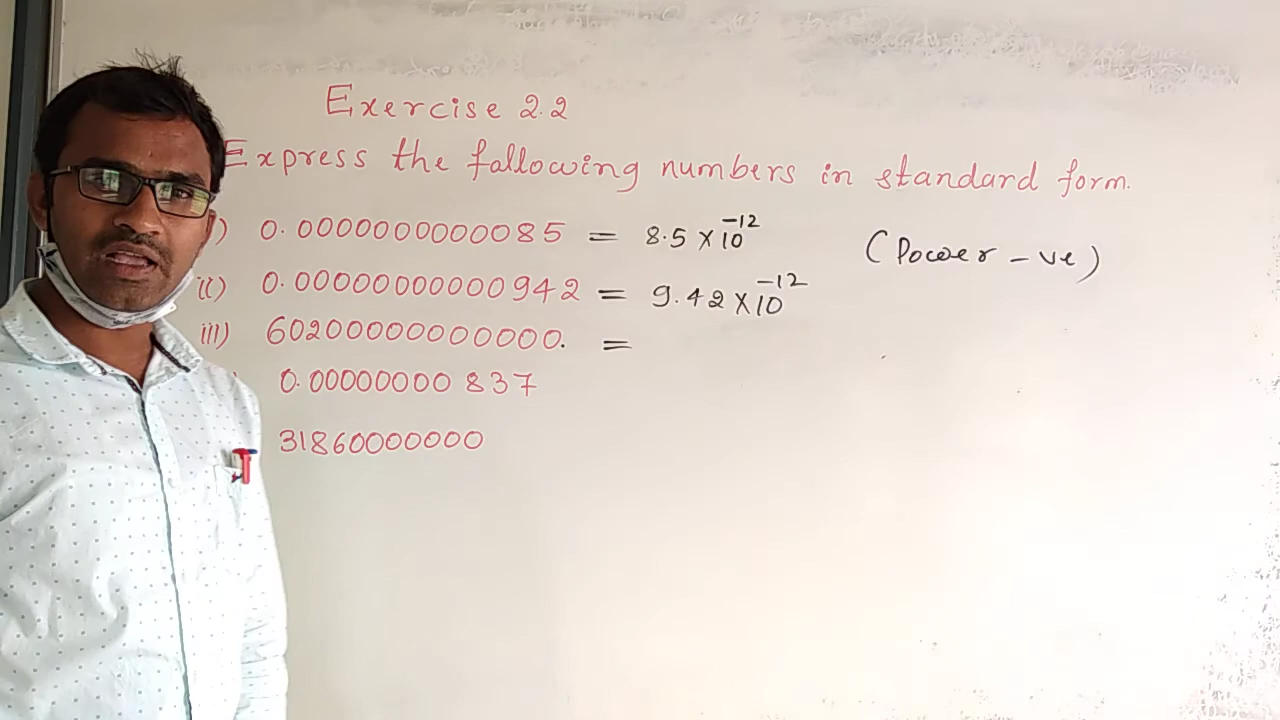 Exercise 2.2
Express the fallowing numbers in standard form.
) 0.0000000000085 = 8.5 × 10⁻¹² (Power -ve)
ii) 0.00000000000942 = 9.42 × 10⁻¹²
iii) 6020000000000000. =
0.00000000837
31860000000